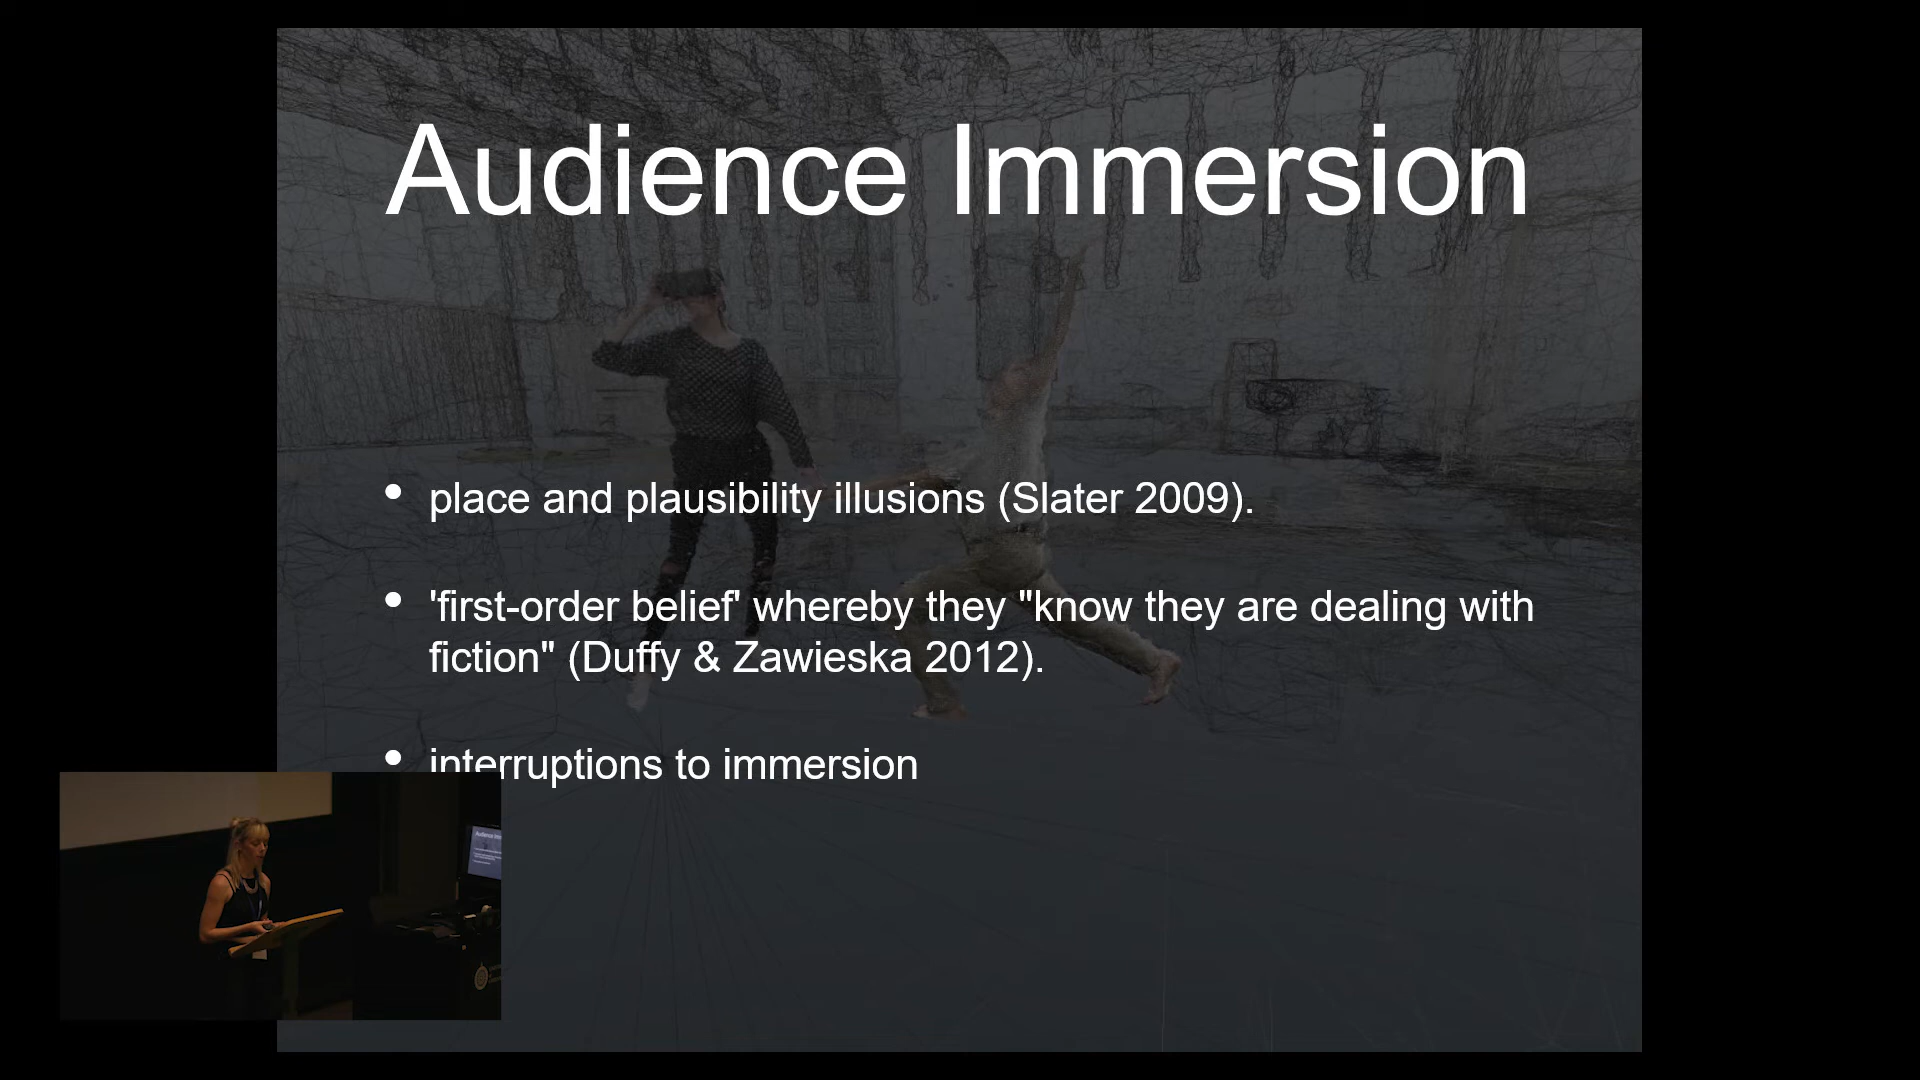 Audience Immersion
• place and plausibility illusions (Slater 2009).
• 'first-order belief' whereby they "know they are dealing with
fiction" (Duffy & Zawieska 2012).
• interruptions to immersion